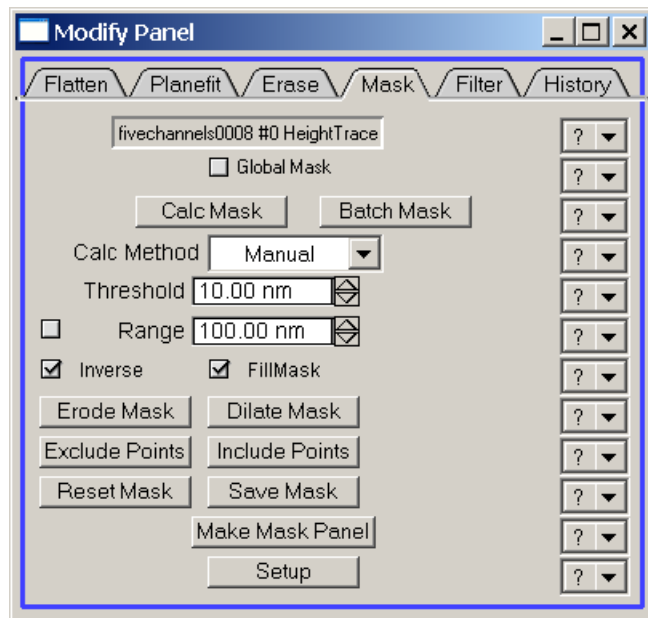 Modify Panel
Flatten Planefit Erase Mask Filter History
fivechannels0008 #0 HeightTrace ?
Global Mask ?
Calc Mask Batch Mask ?
Calc Method Manual ?
Threshold 10.00 nm ?
Range 100.00 nm ?
Inverse FillMask ?
Erode Mask Dilate Mask ?
Exclude Points Include Points ?
Reset Mask Save Mask ?
Make Mask Panel ?
Setup ?